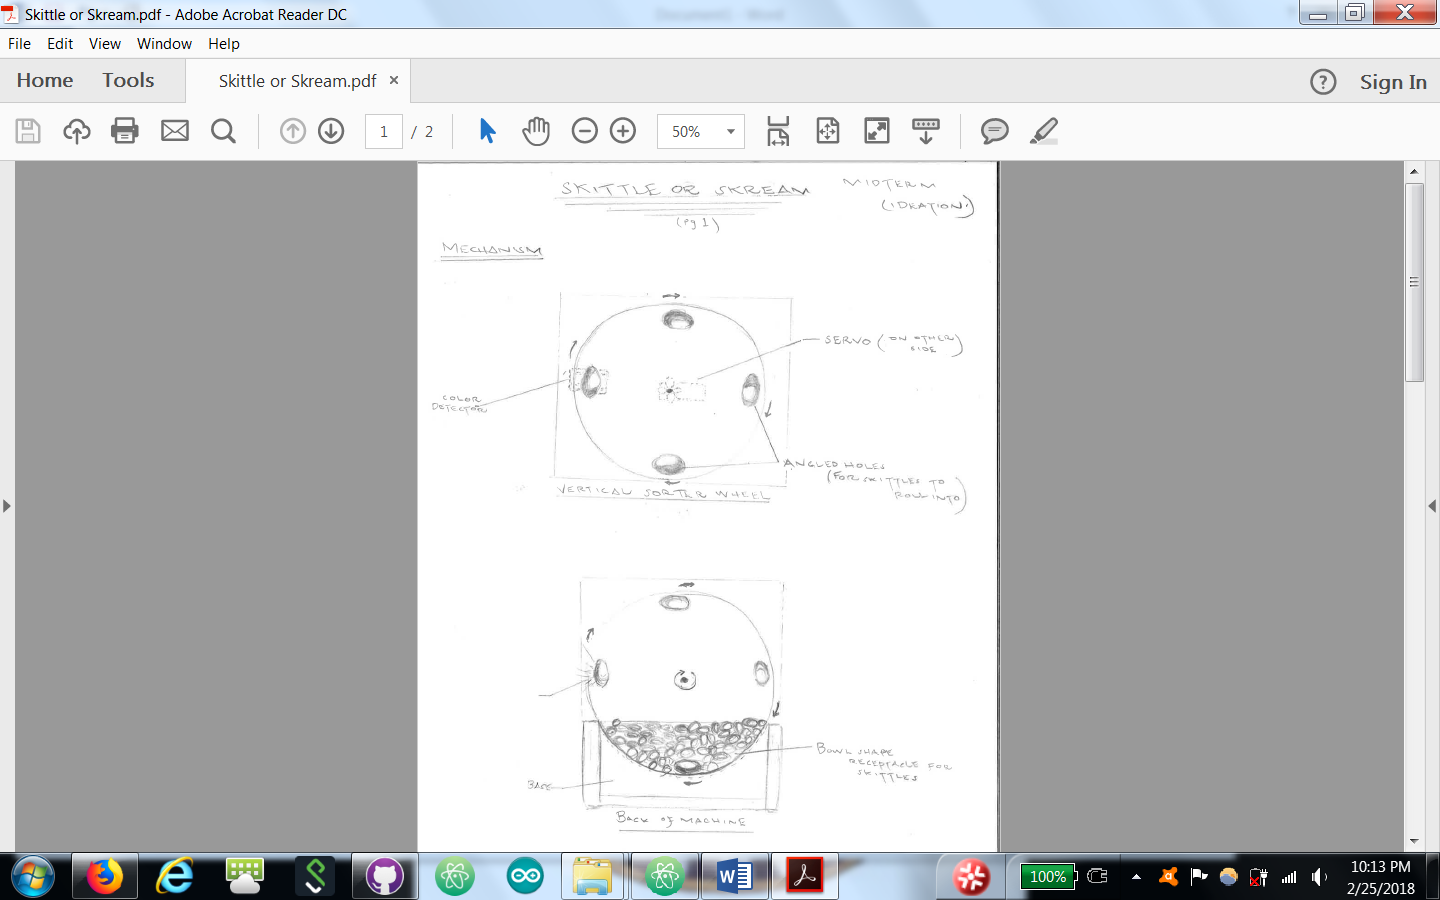 Skittle or Skream.pdf - Adobe Acrobat Reader DC
File Edit View Window Help
Home Tools Skittle or Skream.pdf × Sign In
1 / 2 50%
SKITTLE OR SKREAM
MIDTERM
(IDEATION)
(pg 1)
MECHANISM
SERVO (ON OTHER
SIDE)
COLOR
DETECTOR
ANGLED HOLES
(FOR SKITTLES TO
ROLL INTO)
VERTICAL SORTER WHEEL
BOWL SHAPE
RECEPTACLE FOR
SKITTLES
BASE
BACK OF MACHINE
100%
10:13 PM
2/25/2018